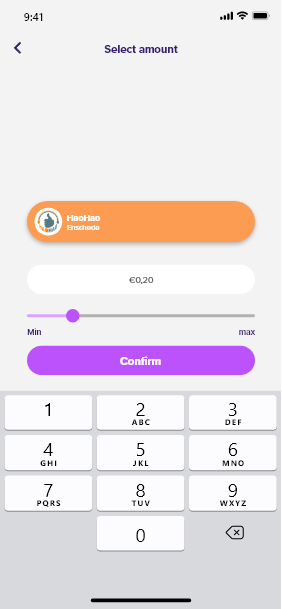 9:41
Select amount
HaoHao
Enschede
€0,20
Min max
Confirm
1 2 ABC 3 DEF
4 GHI 5 JKL 6 MNO
7 PQRS 8 TUV 9 WXYZ
0